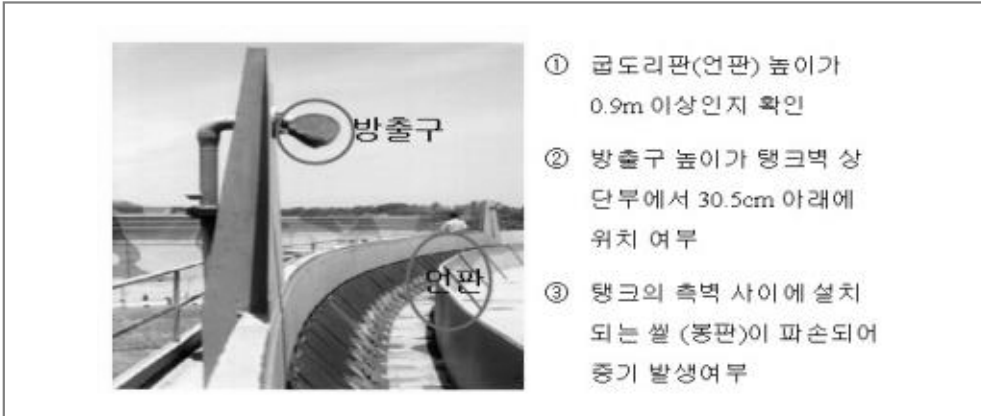 방출구
언판
① 굽도리판(언판) 높이가
0.9m 이상인지 확인
② 방출구 높이가 탱크벽 상
단부에서 30.5cm 아래에
위치 여부
③ 탱크의 측벽 사이에 설치
되는 씰 (봉판)이 파손되어
증기 발생여부